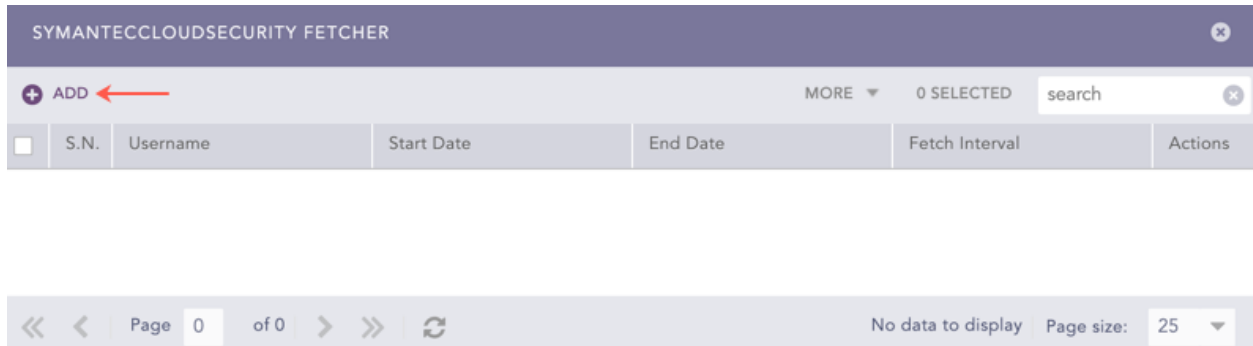 SYMANTECCLOUDSECURITY FETCHER
ADD MORE 0 SELECTED search
S.N. Username Start Date End Date Fetch Interval Actions
Page 0 of 0 No data to display Page size: 25